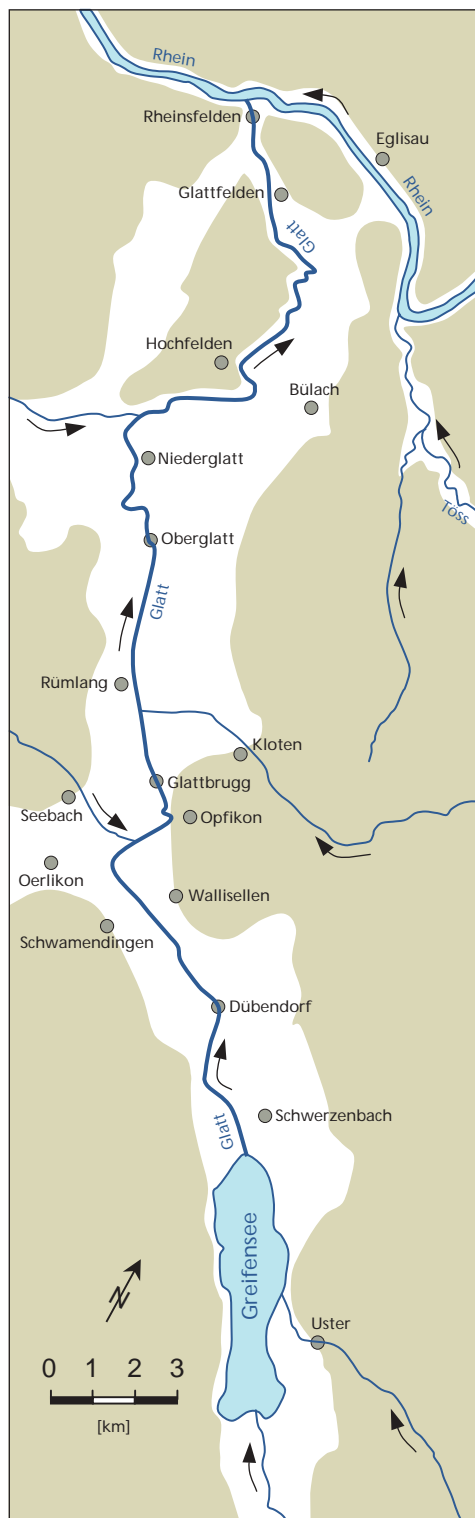 Rhein
Rheinsfelden
Eglisau
Rhein
Glattfelden
Glatt
Hochfelden
Bülach
Niederglatt
Töss
Oberglatt
Glatt
Rümlang
Kloten
Glattbrugg
Seebach
Opfikon
Oerlikon
Wallisellen
Schwamendingen
Dübendorf
Schwerzenbach
Glatt
Greifensee
N
Uster
0 1 2 3
[km]